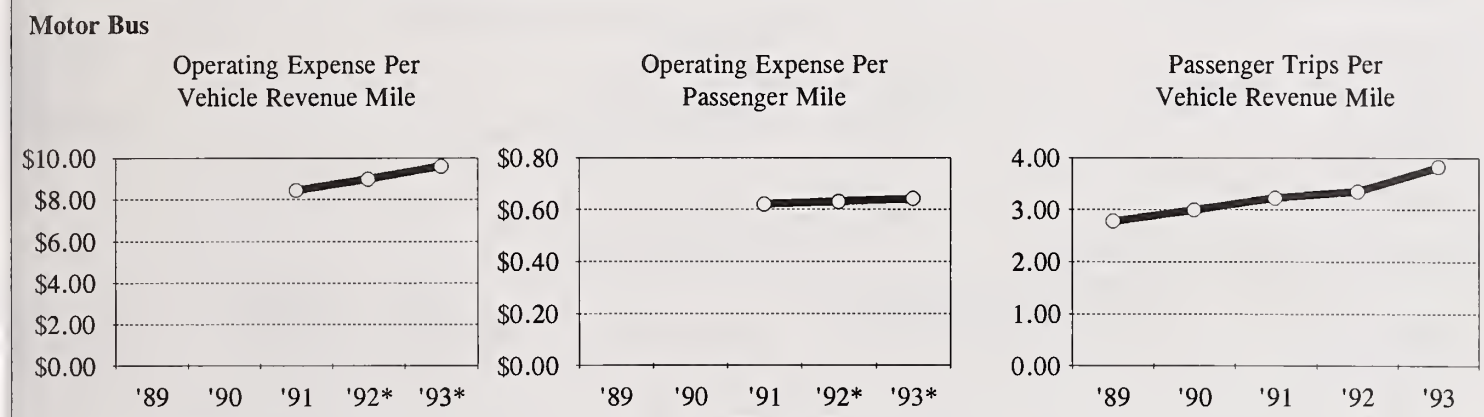 Motor Bus
Operating Expense Per
Vehicle Revenue Mile
$10.00
$8.00
$6.00
$4.00
$2.00
$0.00
'89 '90 '91 '92* '93*
Operating Expense Per
Passenger Mile
$0.80
$0.60
$0.40
$0.20
$0.00
'89 '90 '91 '92* '93*
Passenger Trips Per
Vehicle Revenue Mile
4.00
3.00
2.00
1.00
0.00
'89 '90 '91 '92 '93